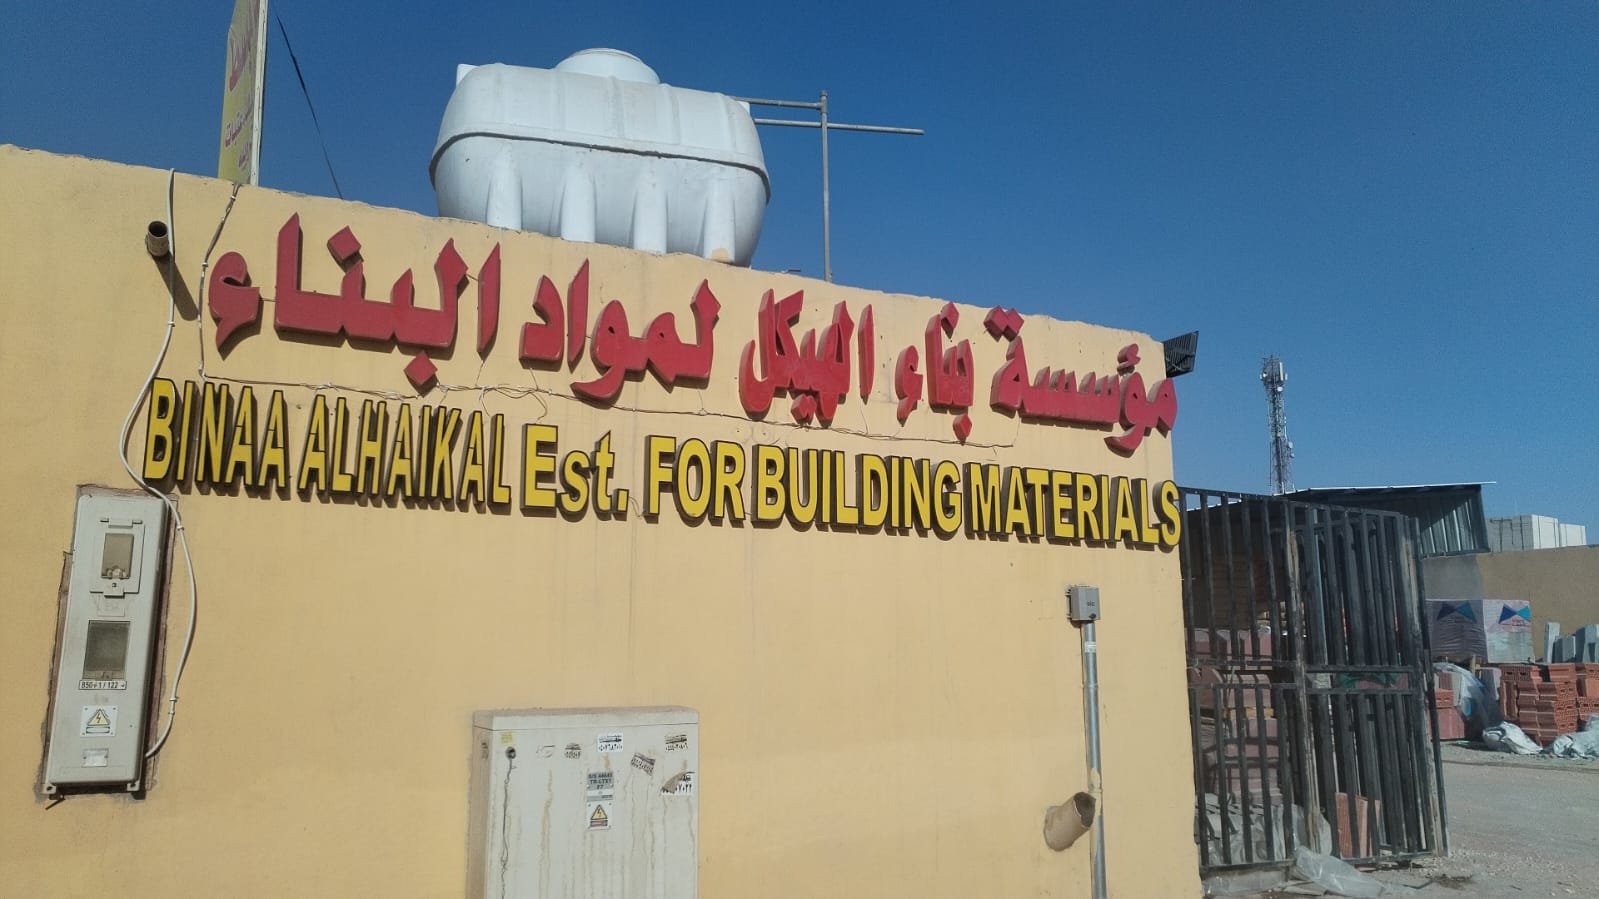 مؤسسة بناء الهيكل لمواد البناء
BINAA ALHAIKAL Est. FOR BUILDING MATERIALS